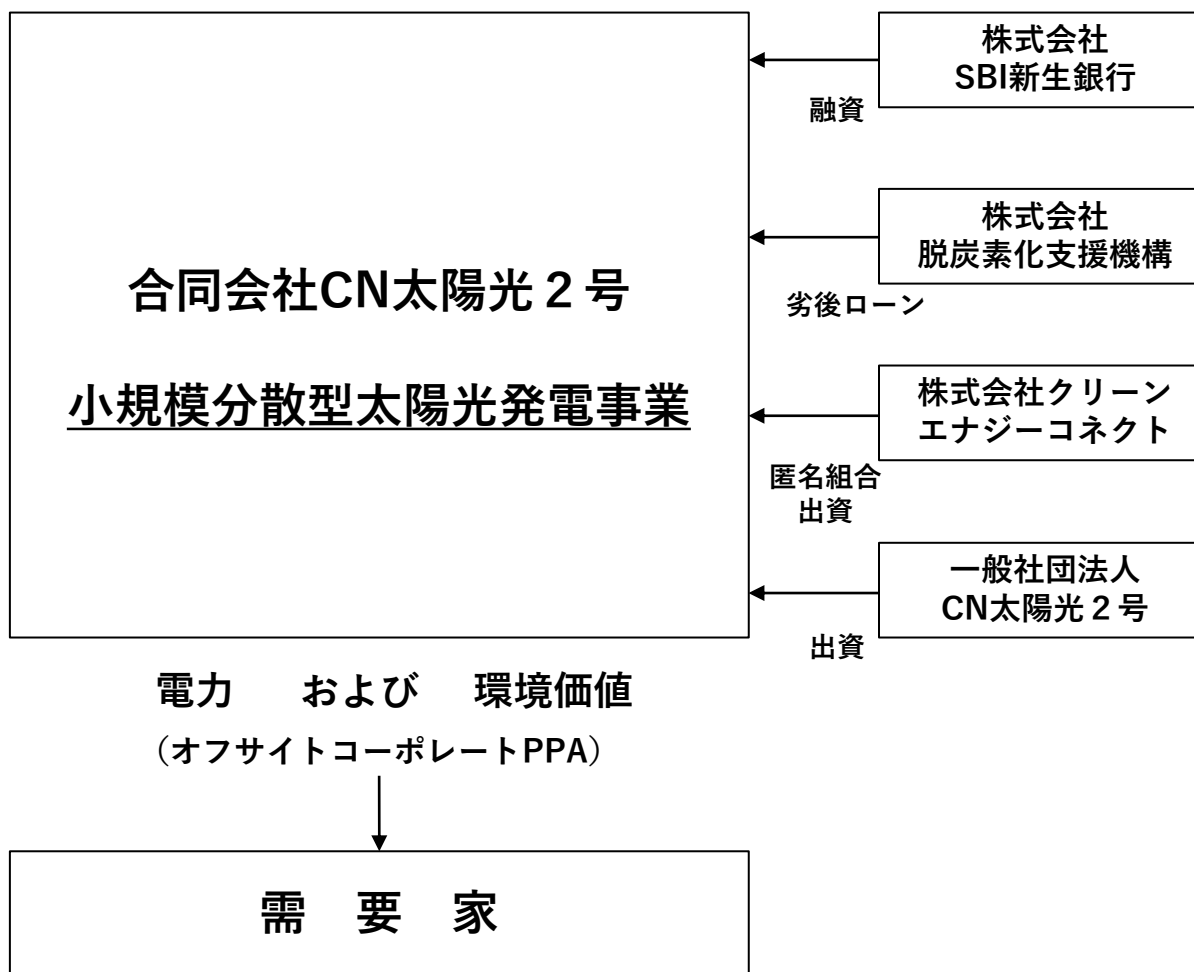 合同会社CN太陽光２号
小規模分散型太陽光発電事業
株式会社
SBI新生銀行
融資
株式会社
脱炭素化支援機構
劣後ローン
株式会社クリーン
エナジーコネクト
匿名組合
出資
一般社団法人
CN太陽光２号
出資
電力 および 環境価値
（オフサイトコーポレートPPA）
需 要 家